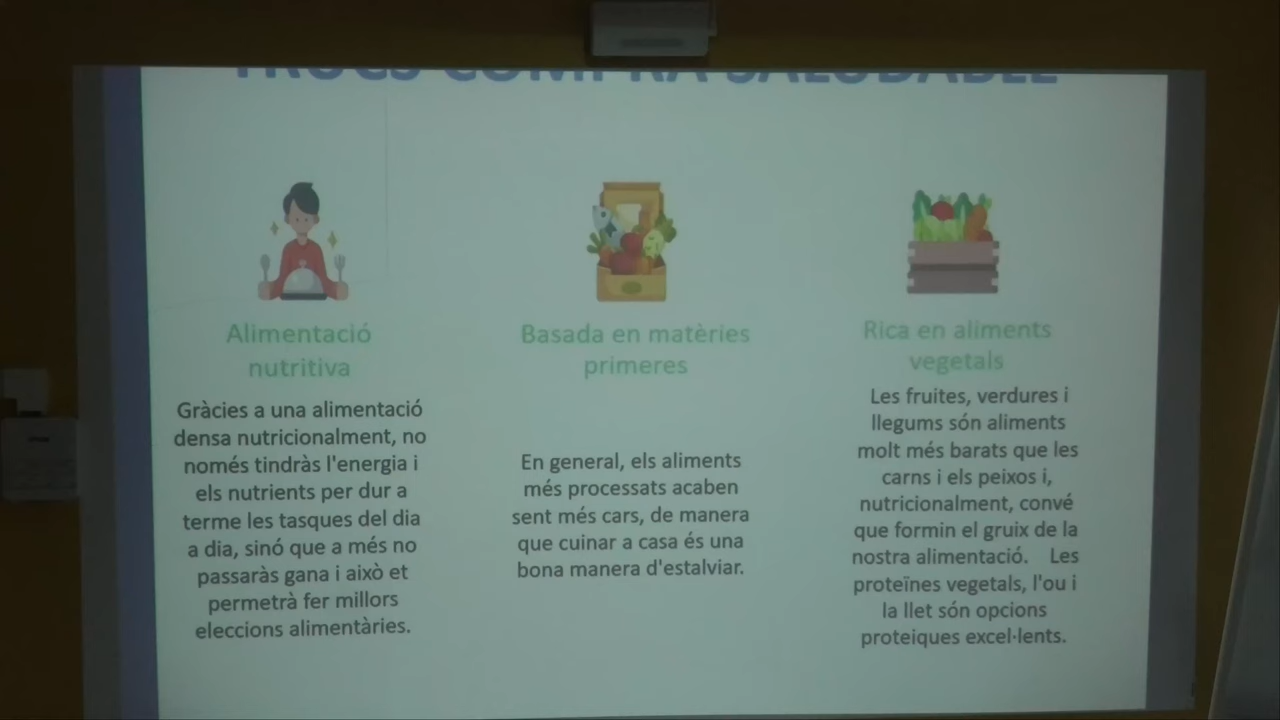 TRUCS COMPRA SALUDABLE
Alimentació
nutritiva
Gràcies a una alimentació
densa nutricionalment, no
només tindràs l'energia i
els nutrients per dur a
terme les tasques del dia
a dia, sinó que a més no
passaràs gana i això et
permetrà fer millors
eleccions alimentàries.
Basada en matèries
primeres
En general, els aliments
més processats acaben
sent més cars, de manera
que cuinar a casa és una
bona manera d'estalviar.
Rica en aliments
vegetals
Les fruites, verdures i
llegums són aliments
molt més barats que les
carns i els peixos i,
nutricionalment, convé
que formin el gruix de la
nostra alimentació. Les
proteïnes vegetals, l'ou i
la llet són opcions
proteiques excel·lents.